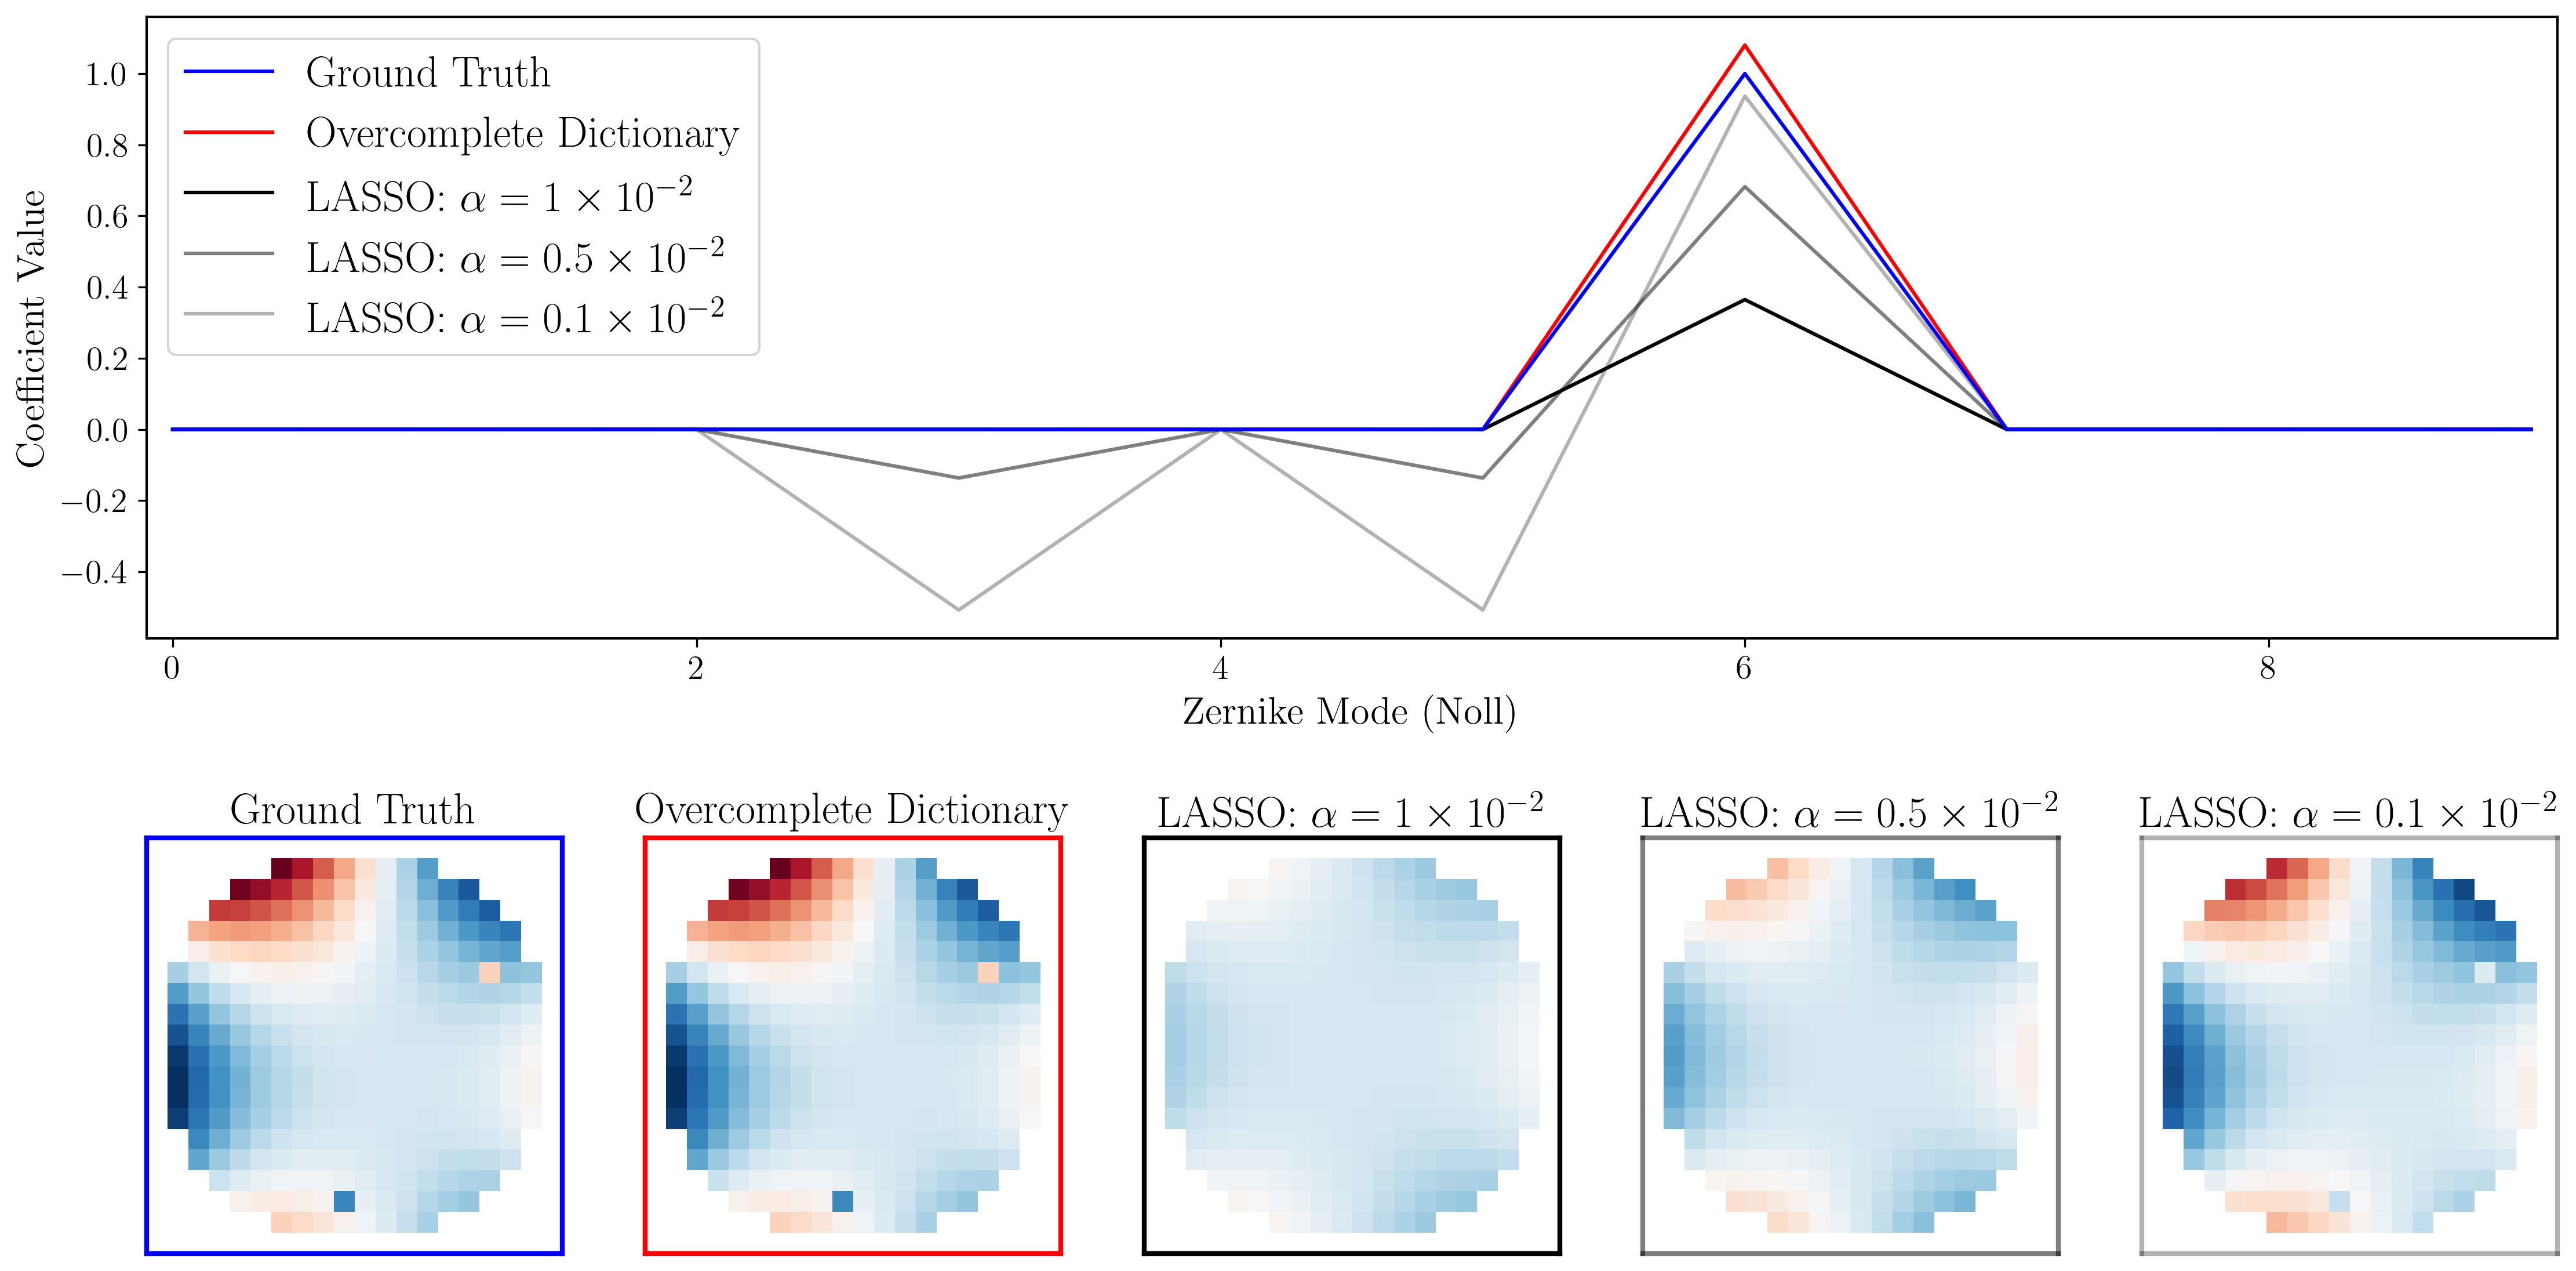 Ground Truth
Overcomplete Dictionary
LASSO: α = 1 × 10⁻²
LASSO: α = 0.5 × 10⁻²
LASSO: α = 0.1 × 10⁻²
Coefficient Value
1.0
0.8
0.6
0.4
0.2
0.0
−0.2
−0.4
0 2 4 6 8
Zernike Mode (Noll)
Ground Truth Overcomplete Dictionary LASSO: α = 1 × 10⁻² LASSO: α = 0.5 × 10⁻² LASSO: α = 0.1 × 10⁻²